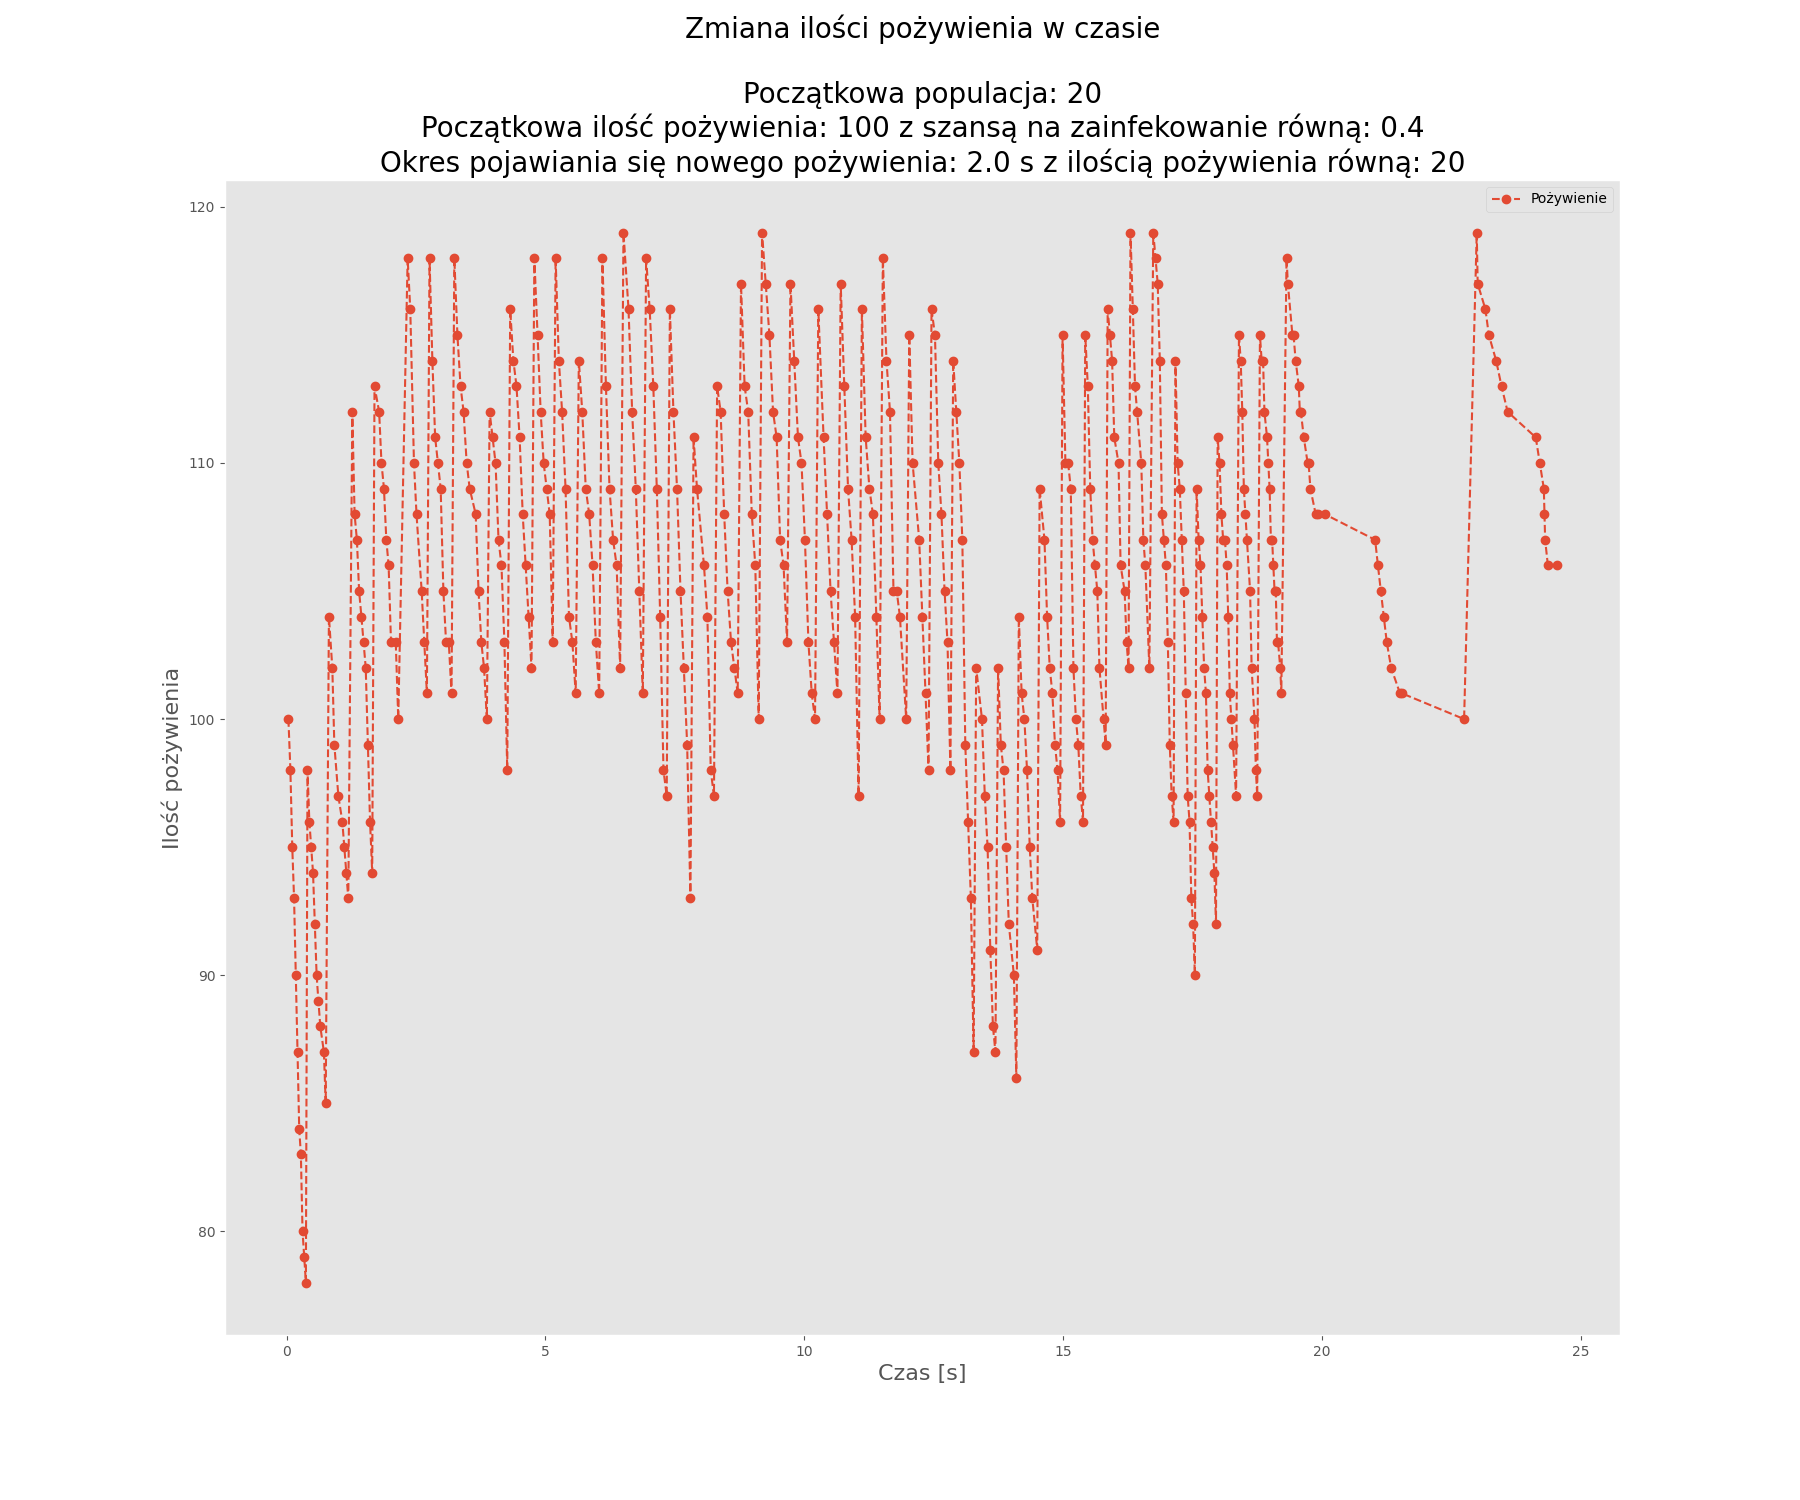 Zmiana ilości pożywienia w czasie
Początkowa populacja: 20
Początkowa ilość pożywienia: 100 z szansą na zainfekowanie równą: 0.4
Okres pojawiania się nowego pożywienia: 2.0 s z ilością pożywienia równą: 20
Pożywienie
120
110
100
90
80
Ilość pożywienia
0
5
10
15
20
25
Czas [s]